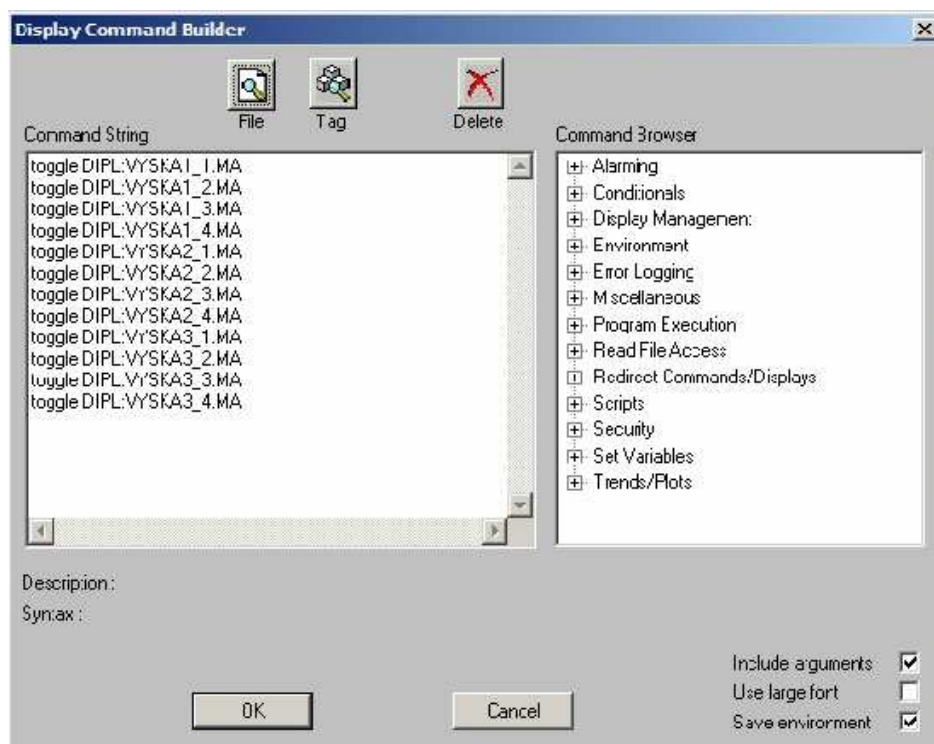 Display Command Builder
File
Tag
Delete
Command String
toggle DIPL:VYSKA1_1.MA
toggle DIPL:VYSKA1_2.MA
toggle DIPL:VYSKA1_3.MA
toggle DIPL:VYSKA1_4.MA
toggle DIPL:VYSKA2_1.MA
toggle DIPL:VYSKA2_2.MA
toggle DIPL:VYSKA2_3.MA
toggle DIPL:VYSKA2_4.MA
toggle DIPL:VYSKA3_1.MA
toggle DIPL:VYSKA3_2.MA
toggle DIPL:VYSKA3_3.MA
toggle DIPL:VYSKA3_4.MA
Command Browser
Alarming
Conditionals
Display Management
Environment
Error Logging
Miscellaneous
Program Execution
Read File Access
Redirect Commands/Displays
Scripts
Security
Set Variables
Trends/Plots
Description :
Syntax :
Include arguments
Use large font
Save environment
OK
Cancel